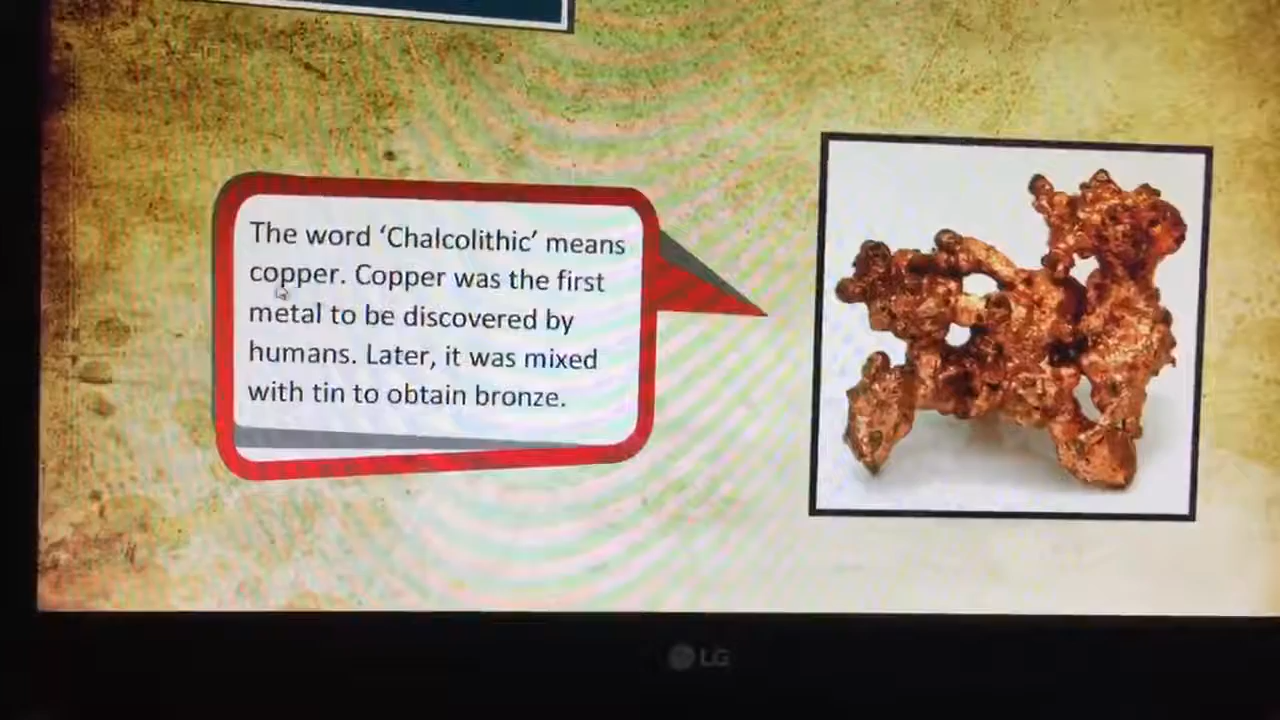 The word ‘Chalcolithic’ means
copper. Copper was the first
metal to be discovered by
humans. Later, it was mixed
with tin to obtain bronze.
LG